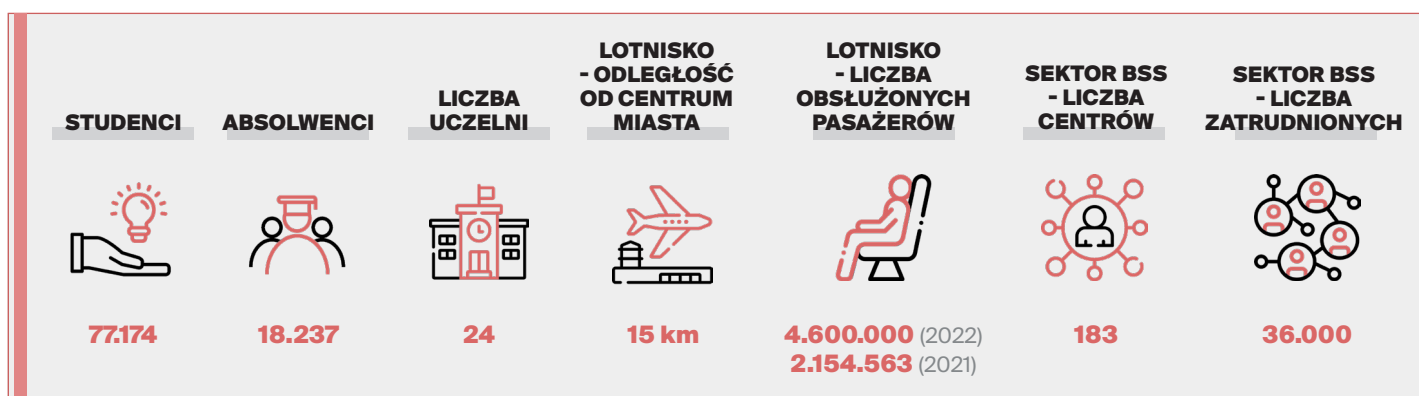 STUDENCI
77.174
ABSOLWENCI
18.237
LICZBA
UCZELNI
24
LOTNISKO
- ODLEGŁOŚĆ
OD CENTRUM
MIASTA
15 km
LOTNISKO
- LICZBA
OBSŁUŻONYCH
PASAŻERÓW
4.600.000 (2022)
2.154.563 (2021)
SEKTOR BSS
- LICZBA
CENTRÓW
183
SEKTOR BSS
- LICZBA
ZATRUDNIONYCH
36.000